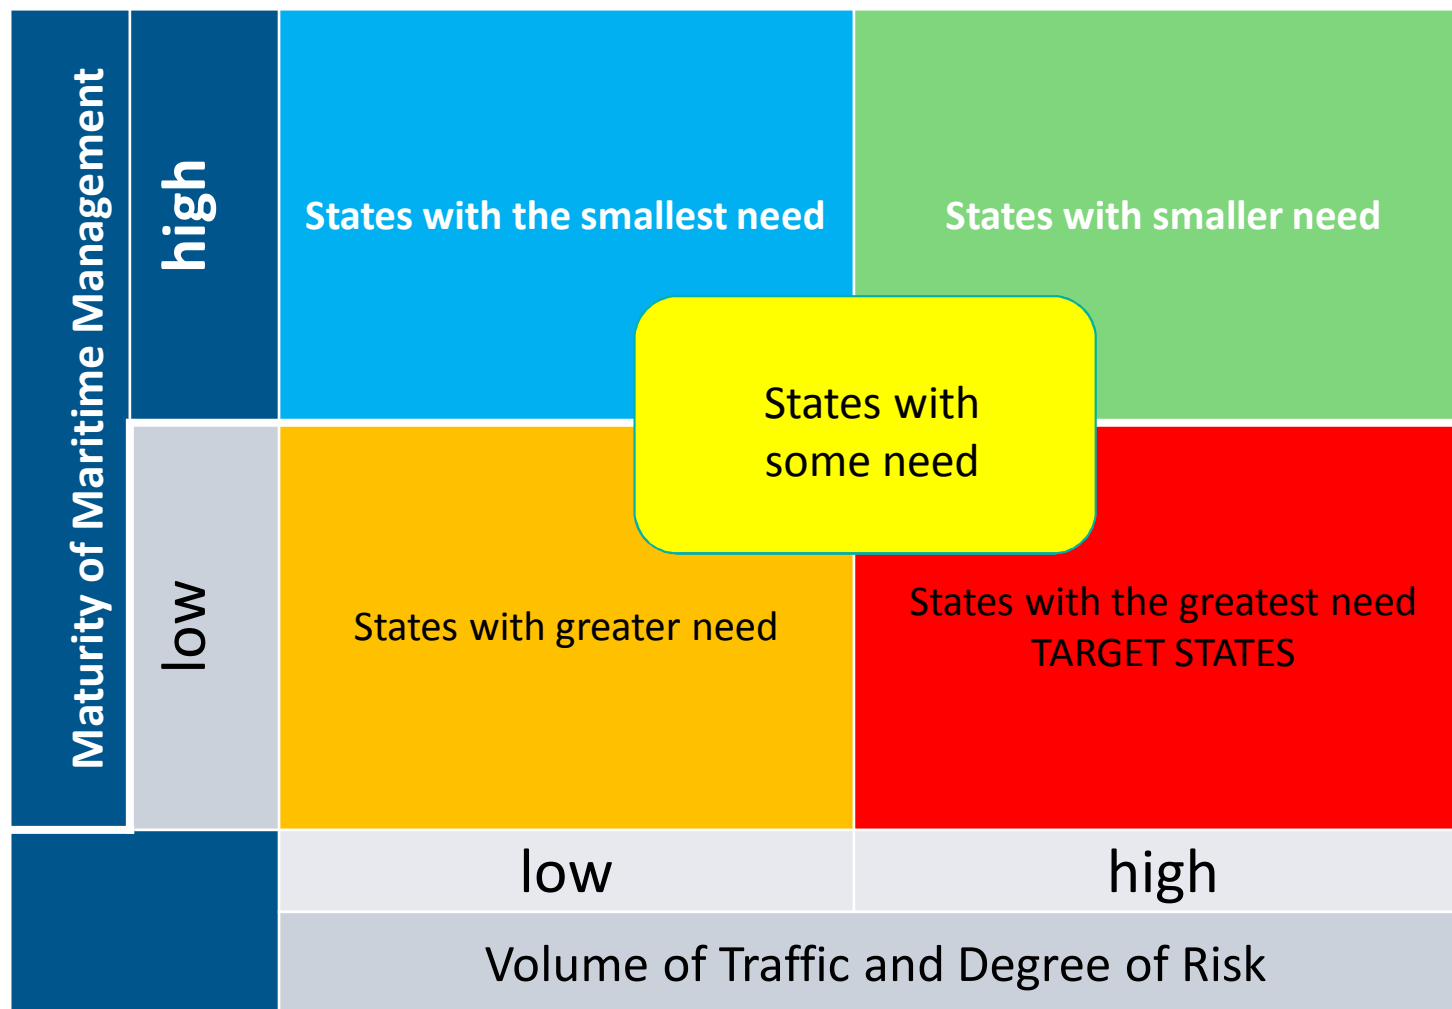 Maturity of Maritime Management
high
States with the smallest need
States with smaller need
States with
some need
low
States with greater need
States with the greatest need
TARGET STATES
low
high
Volume of Traffic and Degree of Risk